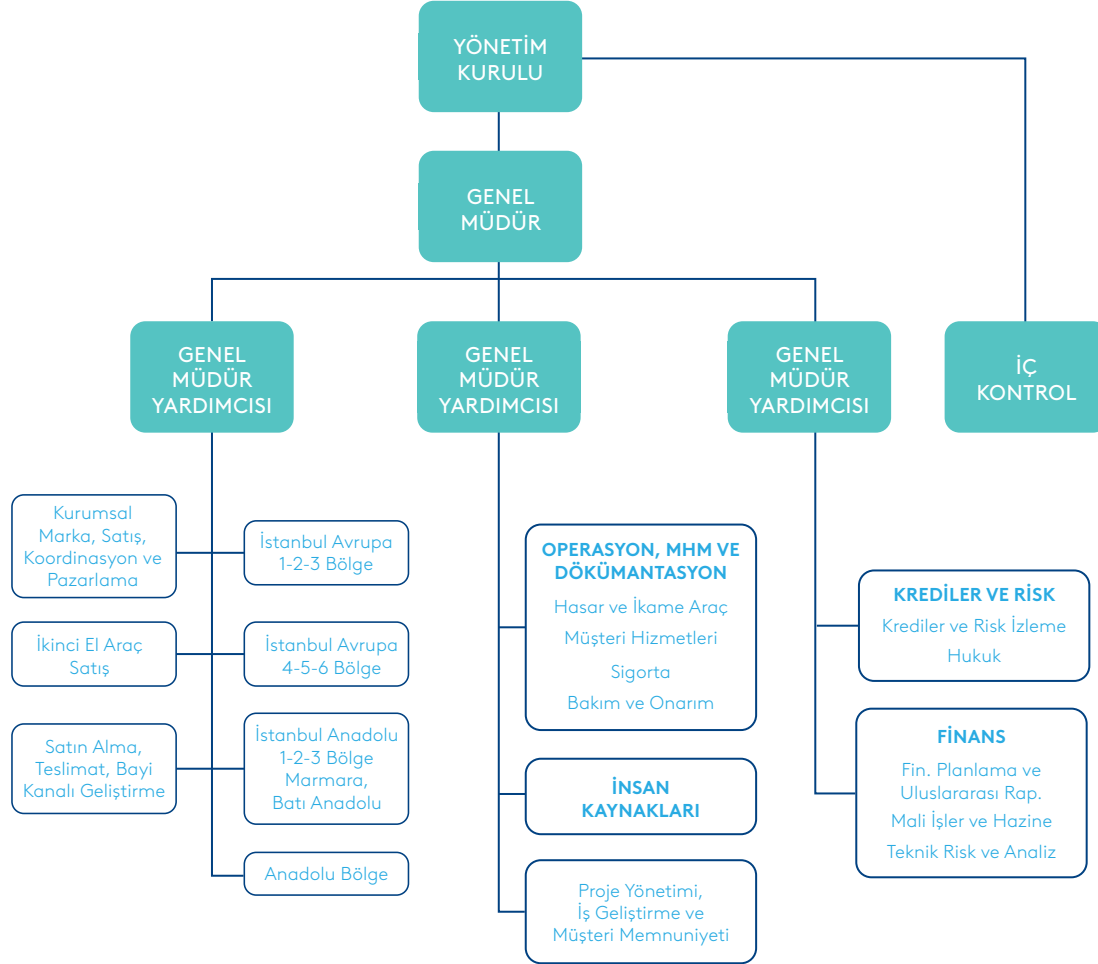 YÖNETİM
KURULU
GENEL
MÜDÜR
GENEL
MÜDÜR
YARDIMCISI
GENEL
MÜDÜR
YARDIMCISI
GENEL
MÜDÜR
YARDIMCISI
İÇ
KONTROL
Kurumsal
Marka, Satış,
Koordinasyon ve
Pazarlama
İstanbul Avrupa
1-2-3 Bölge
İkinci El Araç
Satış
İstanbul Avrupa
4-5-6 Bölge
Satın Alma,
Teslimat, Bayi
Kanalı Geliştirme
İstanbul Anadolu
1-2-3 Bölge
Marmara,
Batı Anadolu
Anadolu Bölge
OPERASYON, MHM VE
DÖKÜMANTASYON
Hasar ve İkame Araç
Müşteri Hizmetleri
Sigorta
Bakım ve Onarım
İNSAN
KAYNAKLARI
Proje Yönetimi,
İş Geliştirme ve
Müşteri Memnuniyeti
KREDİLER VE RİSK
Krediler ve Risk İzleme
Hukuk
FİNANS
Fin. Planlama ve
Uluslararası Rap.
Mali İşler ve Hazine
Teknik Risk ve Analiz